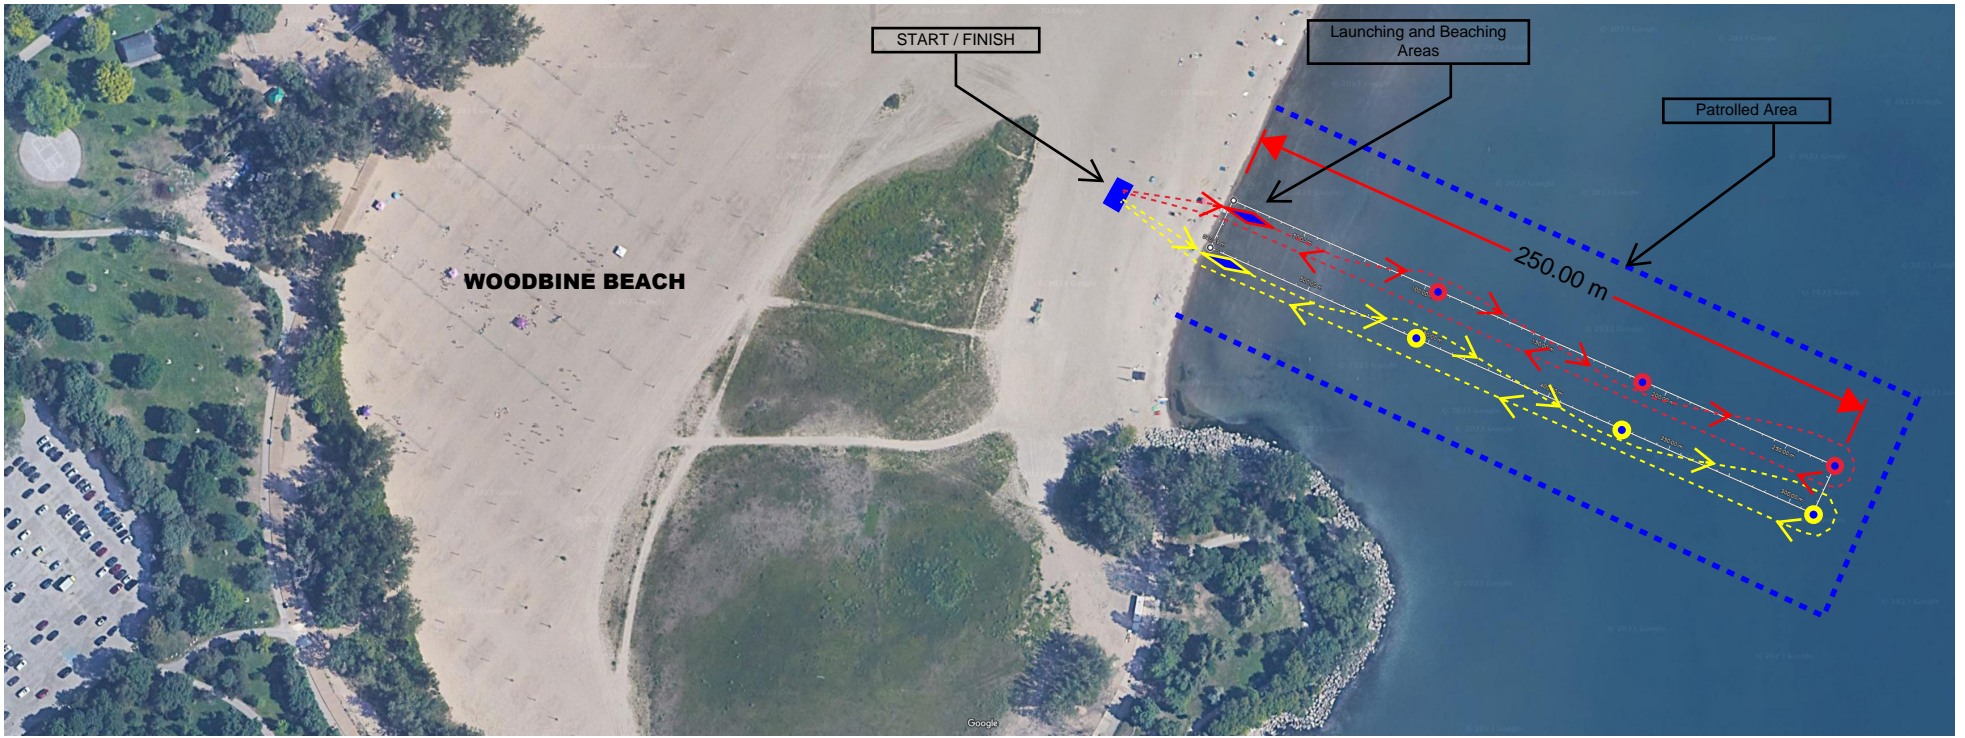 START / FINISH
Launching and Beaching
Areas
Patrolled Area
250.00 m
WOODBINE BEACH
Google